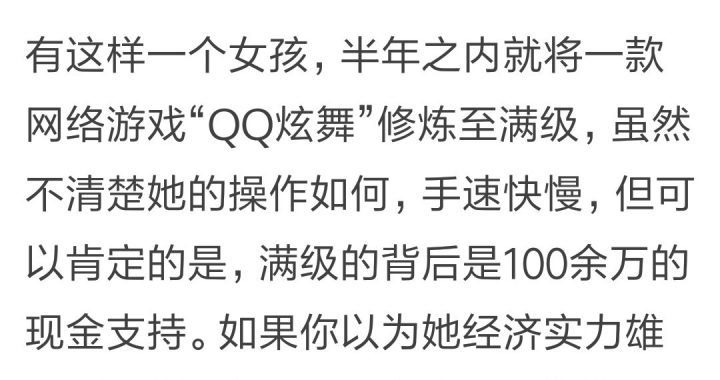 有这样一个女孩，半年之内就将一款
网络游戏“QQ炫舞”修炼至满级，虽然
不清楚她的操作如何，手速快慢，但可
以肯定的是，满级的背后是100余万的
现金支持。如果你以为她经济实力雄